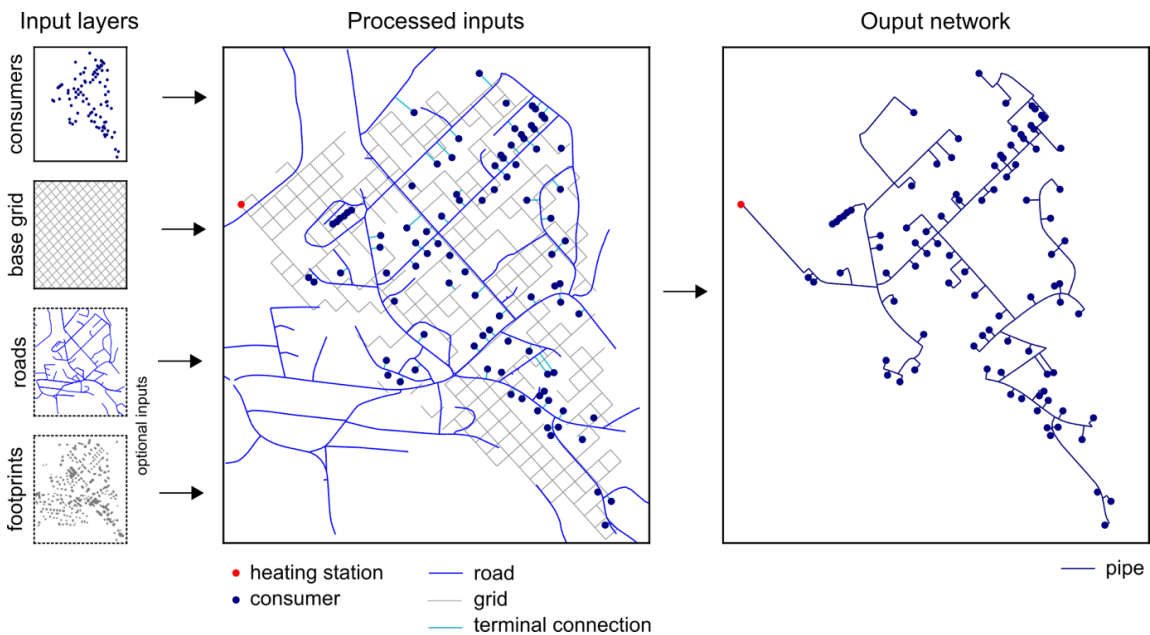 Input layers
Processed inputs
Ouput network
consumers
base grid
roads
footprints
optional inputs
heating station
consumer
road
grid
terminal connection
pipe